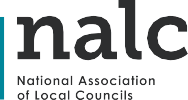 nalc
National Association
of Local Councils